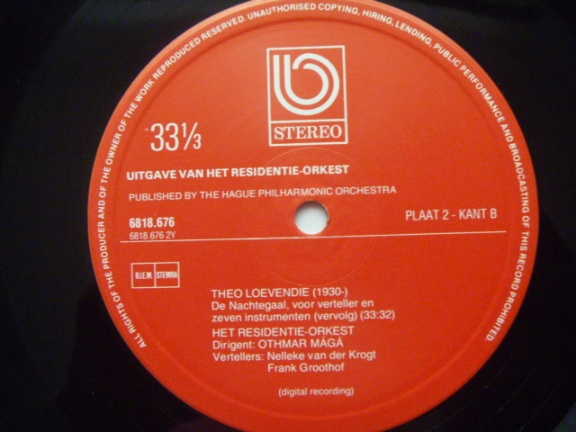 ALL RIGHTS OF THE PRODUCER AND OF THE OWNER OF THE WORK REPRODUCED RESERVED. UNAUTHORISED COPYING, HIRING, LENDING, PUBLIC PERFORMANCE AND BROADCASTING OF THIS RECORD PROHIBITED.
b
STEREO
33⅓
UITGAVE VAN HET RESIDENTIE-ORKEST
PUBLISHED BY THE HAGUE PHILHARMONIC ORCHESTRA
6818.676
PLAAT 2 - KANT B
6818.676 2Y
B.I.E.M. STEMRA
THEO LOEVENDIE (1930-)
De Nachtegaal, voor verteller en
zeven instrumenten (vervolg) (33:32)
HET RESIDENTIE-ORKEST
Dirigent: OTHMAR MÁGÁ
Vertellers: Nelleke van der Krogt
Frank Groothof
(digital recording)